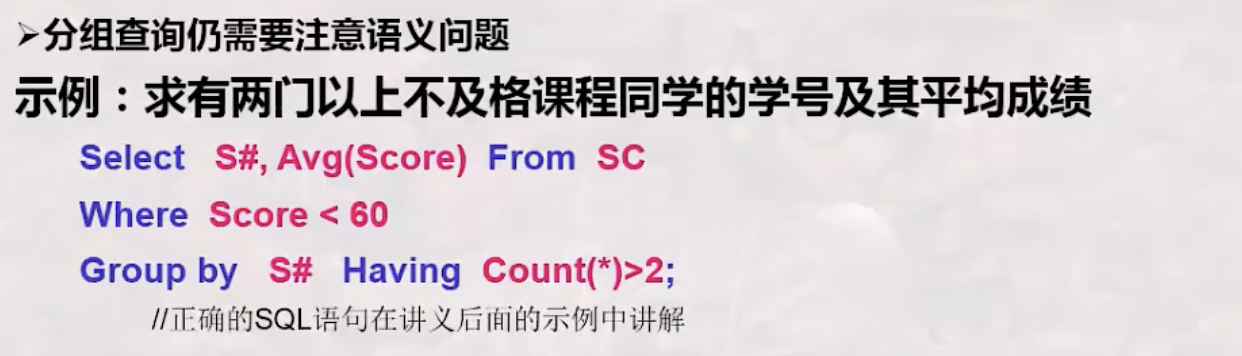 ➢分组查询仍需要注意语义问题
示例：求有两门以上不及格课程同学的学号及其平均成绩
Select S#, Avg(Score) From SC
Where Score < 60
Group by S# Having Count(*)>2;
//正确的SQL语句在讲义后面的示例中讲解